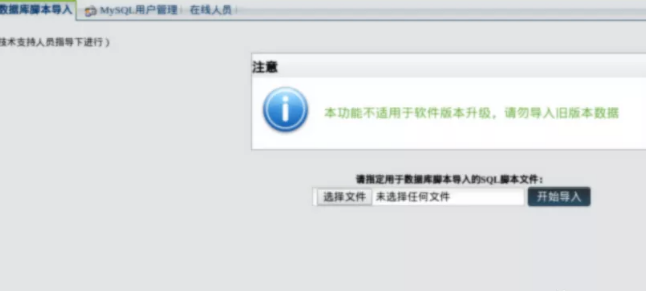 数据库脚本导入 MySQL用户管理 在线人员
技术支持人员指导下进行)
注意
本功能不适用于软件版本升级，请勿导入旧版本数据
请指定用于数据库脚本导入的SQL脚本文件：
选择文件 未选择任何文件 开始导入